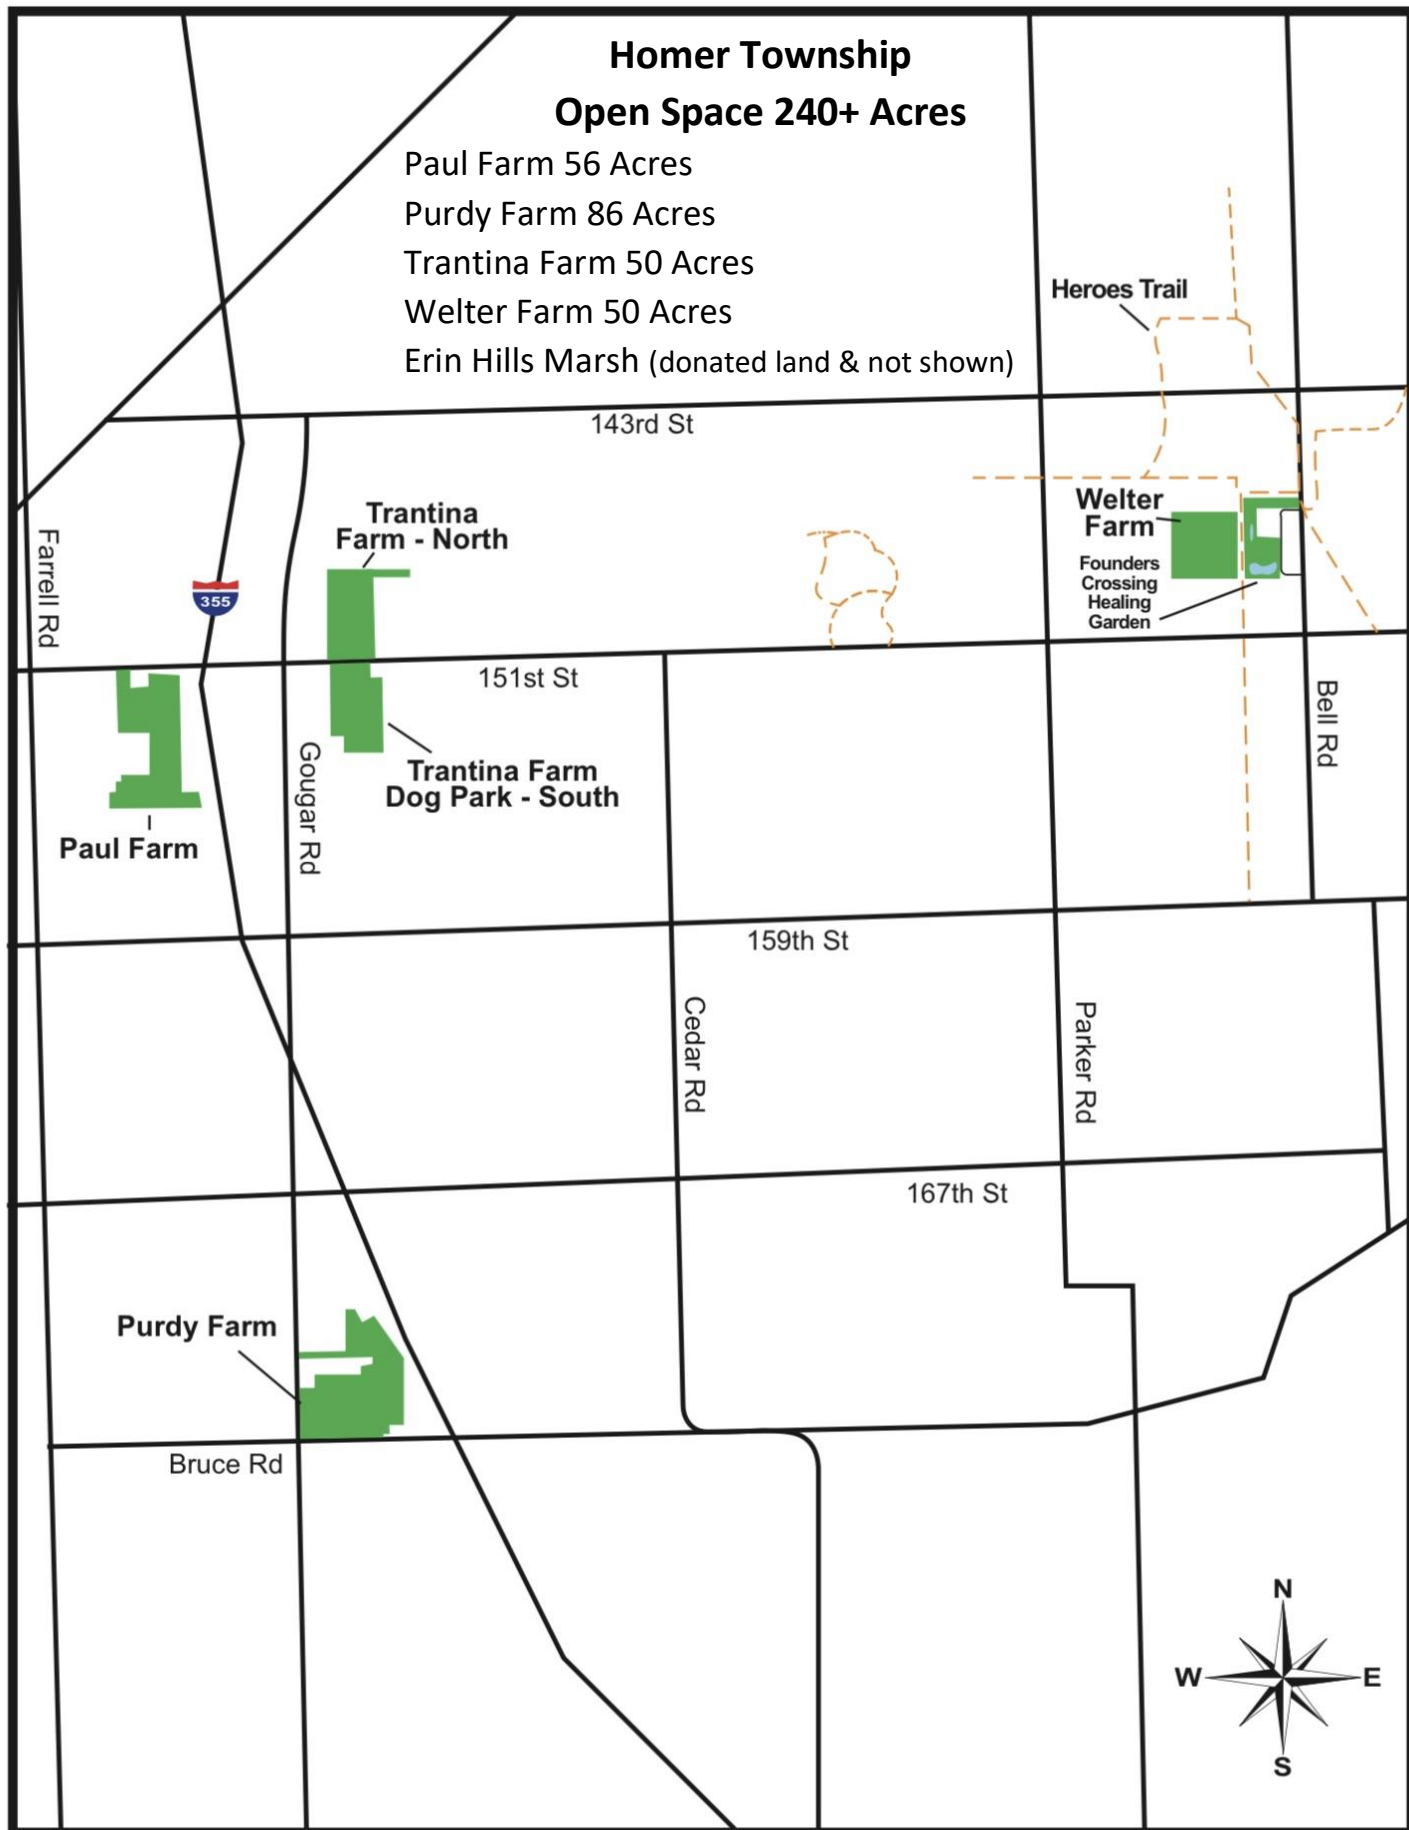 Homer Township
Open Space 240+ Acres
Paul Farm 56 Acres
Purdy Farm 86 Acres
Trantina Farm 50 Acres
Welter Farm 50 Acres
Erin Hills Marsh (donated land & not shown)
Heroes Trail
143rd St
Welter
Farm
Trantina
Farm - North
Founders
Crossing
Healing
Garden
Farrell Rd
355
151st St
Bell Rd
Gougar Rd
Trantina Farm
Dog Park - South
Paul Farm
159th St
Cedar Rd
Parker Rd
167th St
Purdy Farm
Bruce Rd
N
W
E
S